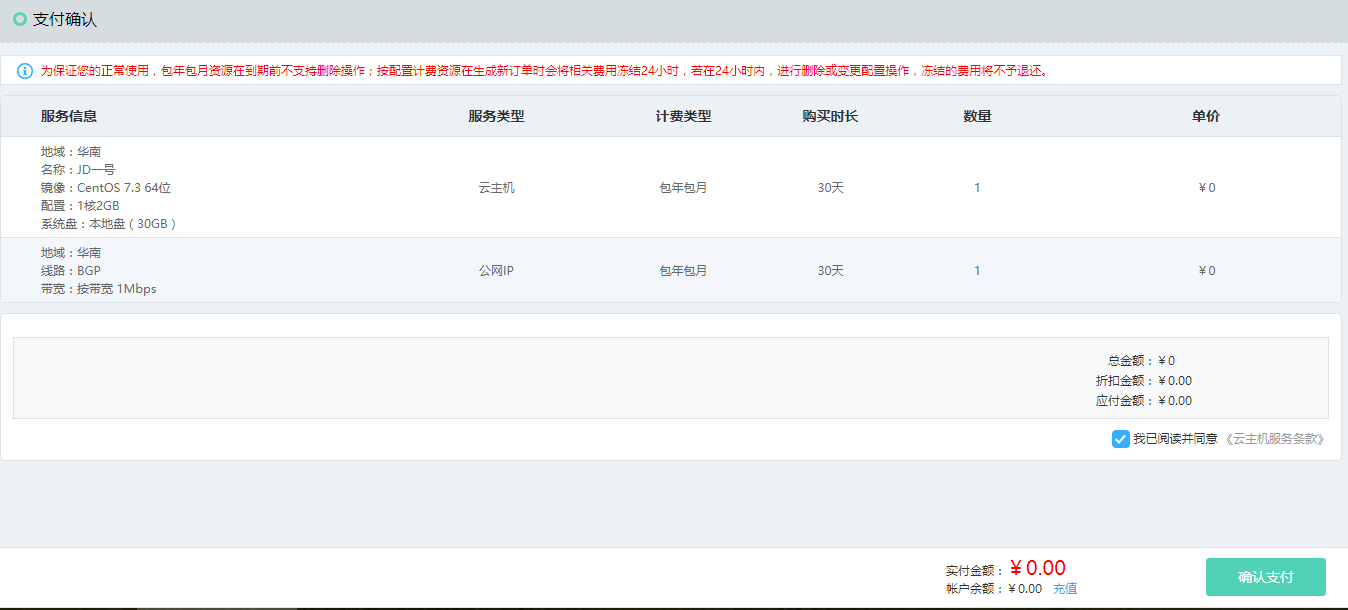 支付确认
为保证您的正常使用，包年包月资源在到期前不支持删除操作；按配置计费资源在生成新订单时会将相关费用冻结24小时，若在24小时内，进行删除或变更配置操作，冻结的费用将不予退还。
服务信息 服务类型 计费类型 购买时长 数量 单价
地域：华南
名称：JD一号
镜像：CentOS 7.3 64位
配置：1核2GB
系统盘：本地盘（30GB）
云主机 包年包月 30天 1 ￥0
地域：华南
线路：BGP
带宽：按带宽 1Mbps
公网IP 包年包月 30天 1 ￥0
总金额：￥0
折扣金额：￥0.00
应付金额：￥0.00
我已阅读并同意《云主机服务条款》
实付金额：￥0.00
帐户余额：￥0.00 充值
确认支付